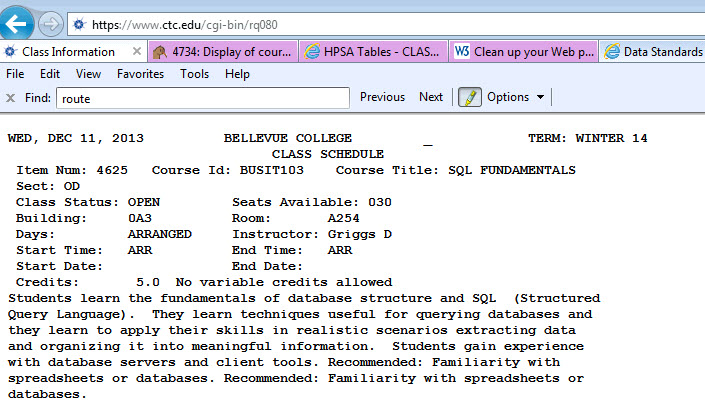 https://www.ctc.edu/cgi-bin/rq080
Class Information × 4734: Display of cour... HPSA Tables - CLAS... W3 Clean up your Web p... Data Standards
File Edit View Favorites Tools Help
× Find: route Previous Next Options
WED, DEC 11, 2013 BELLEVUE COLLEGE _ TERM: WINTER 14
CLASS SCHEDULE
Item Num: 4625 Course Id: BUSIT103 Course Title: SQL FUNDAMENTALS
Sect: OD
Class Status: OPEN Seats Available: 030
Building: 0A3 Room: A254
Days: ARRANGED Instructor: Griggs D
Start Time: ARR End Time: ARR
Start Date: End Date:
Credits: 5.0 No variable credits allowed
Students learn the fundamentals of database structure and SQL (Structured
Query Language). They learn techniques useful for querying databases and
they learn to apply their skills in realistic scenarios extracting data
and organizing it into meaningful information. Students gain experience
with database servers and client tools. Recommended: Familiarity with
spreadsheets or databases. Recommended: Familiarity with spreadsheets or
databases.